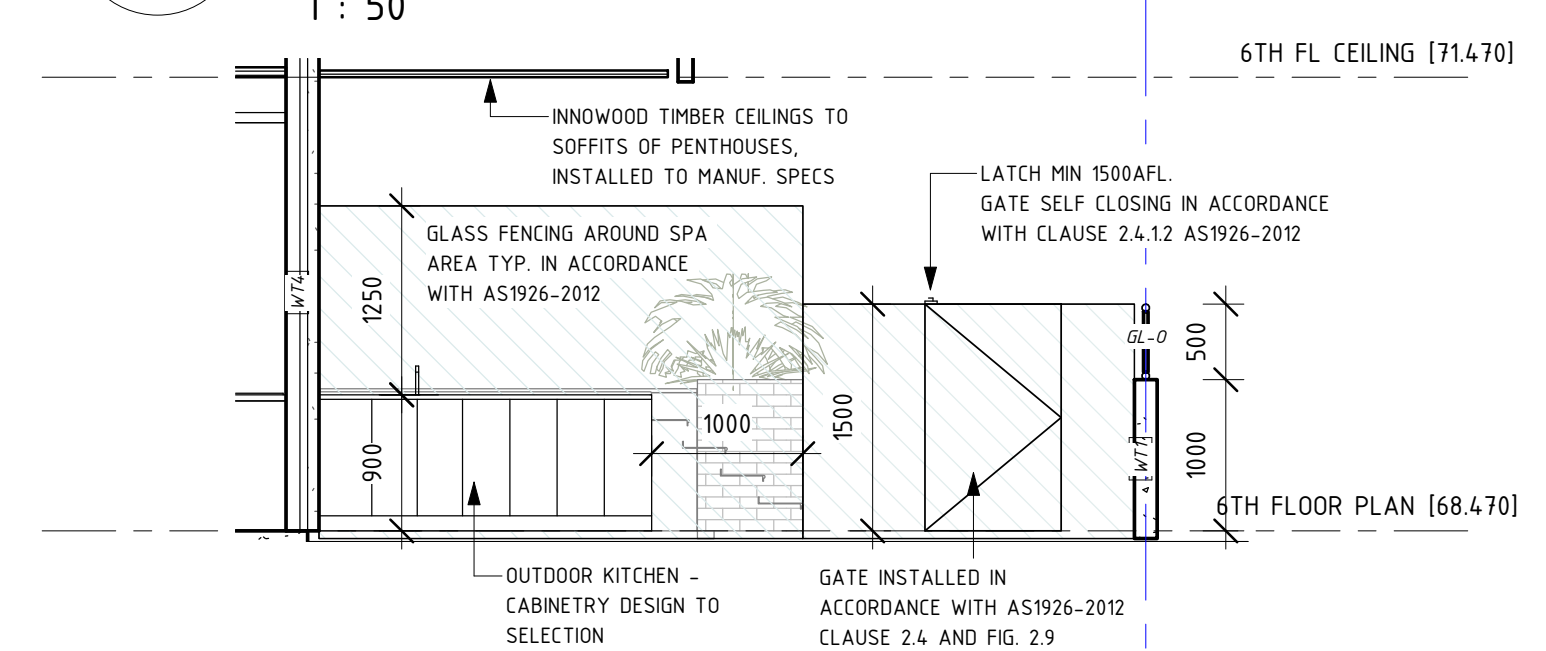 1 : 50
6TH FL CEILING [71.470]
INNOWOOD TIMBER CEILINGS TO
SOFFITS OF PENTHOUSES,
INSTALLED TO MANUF. SPECS
LATCH MIN 1500AFL.
GATE SELF CLOSING IN ACCORDANCE
WITH CLAUSE 2.4.1.2 AS1926-2012
GLASS FENCING AROUND SPA
AREA TYP. IN ACCORDANCE
WITH AS1926-2012
WT4
1250
GL-0
500
900
1000
1500
WT1
1000
6TH FLOOR PLAN [68.470]
OUTDOOR KITCHEN -
CABINETRY DESIGN TO
SELECTION
GATE INSTALLED IN
ACCORDANCE WITH AS1926-2012
CLAUSE 2.4 AND FIG. 2.9